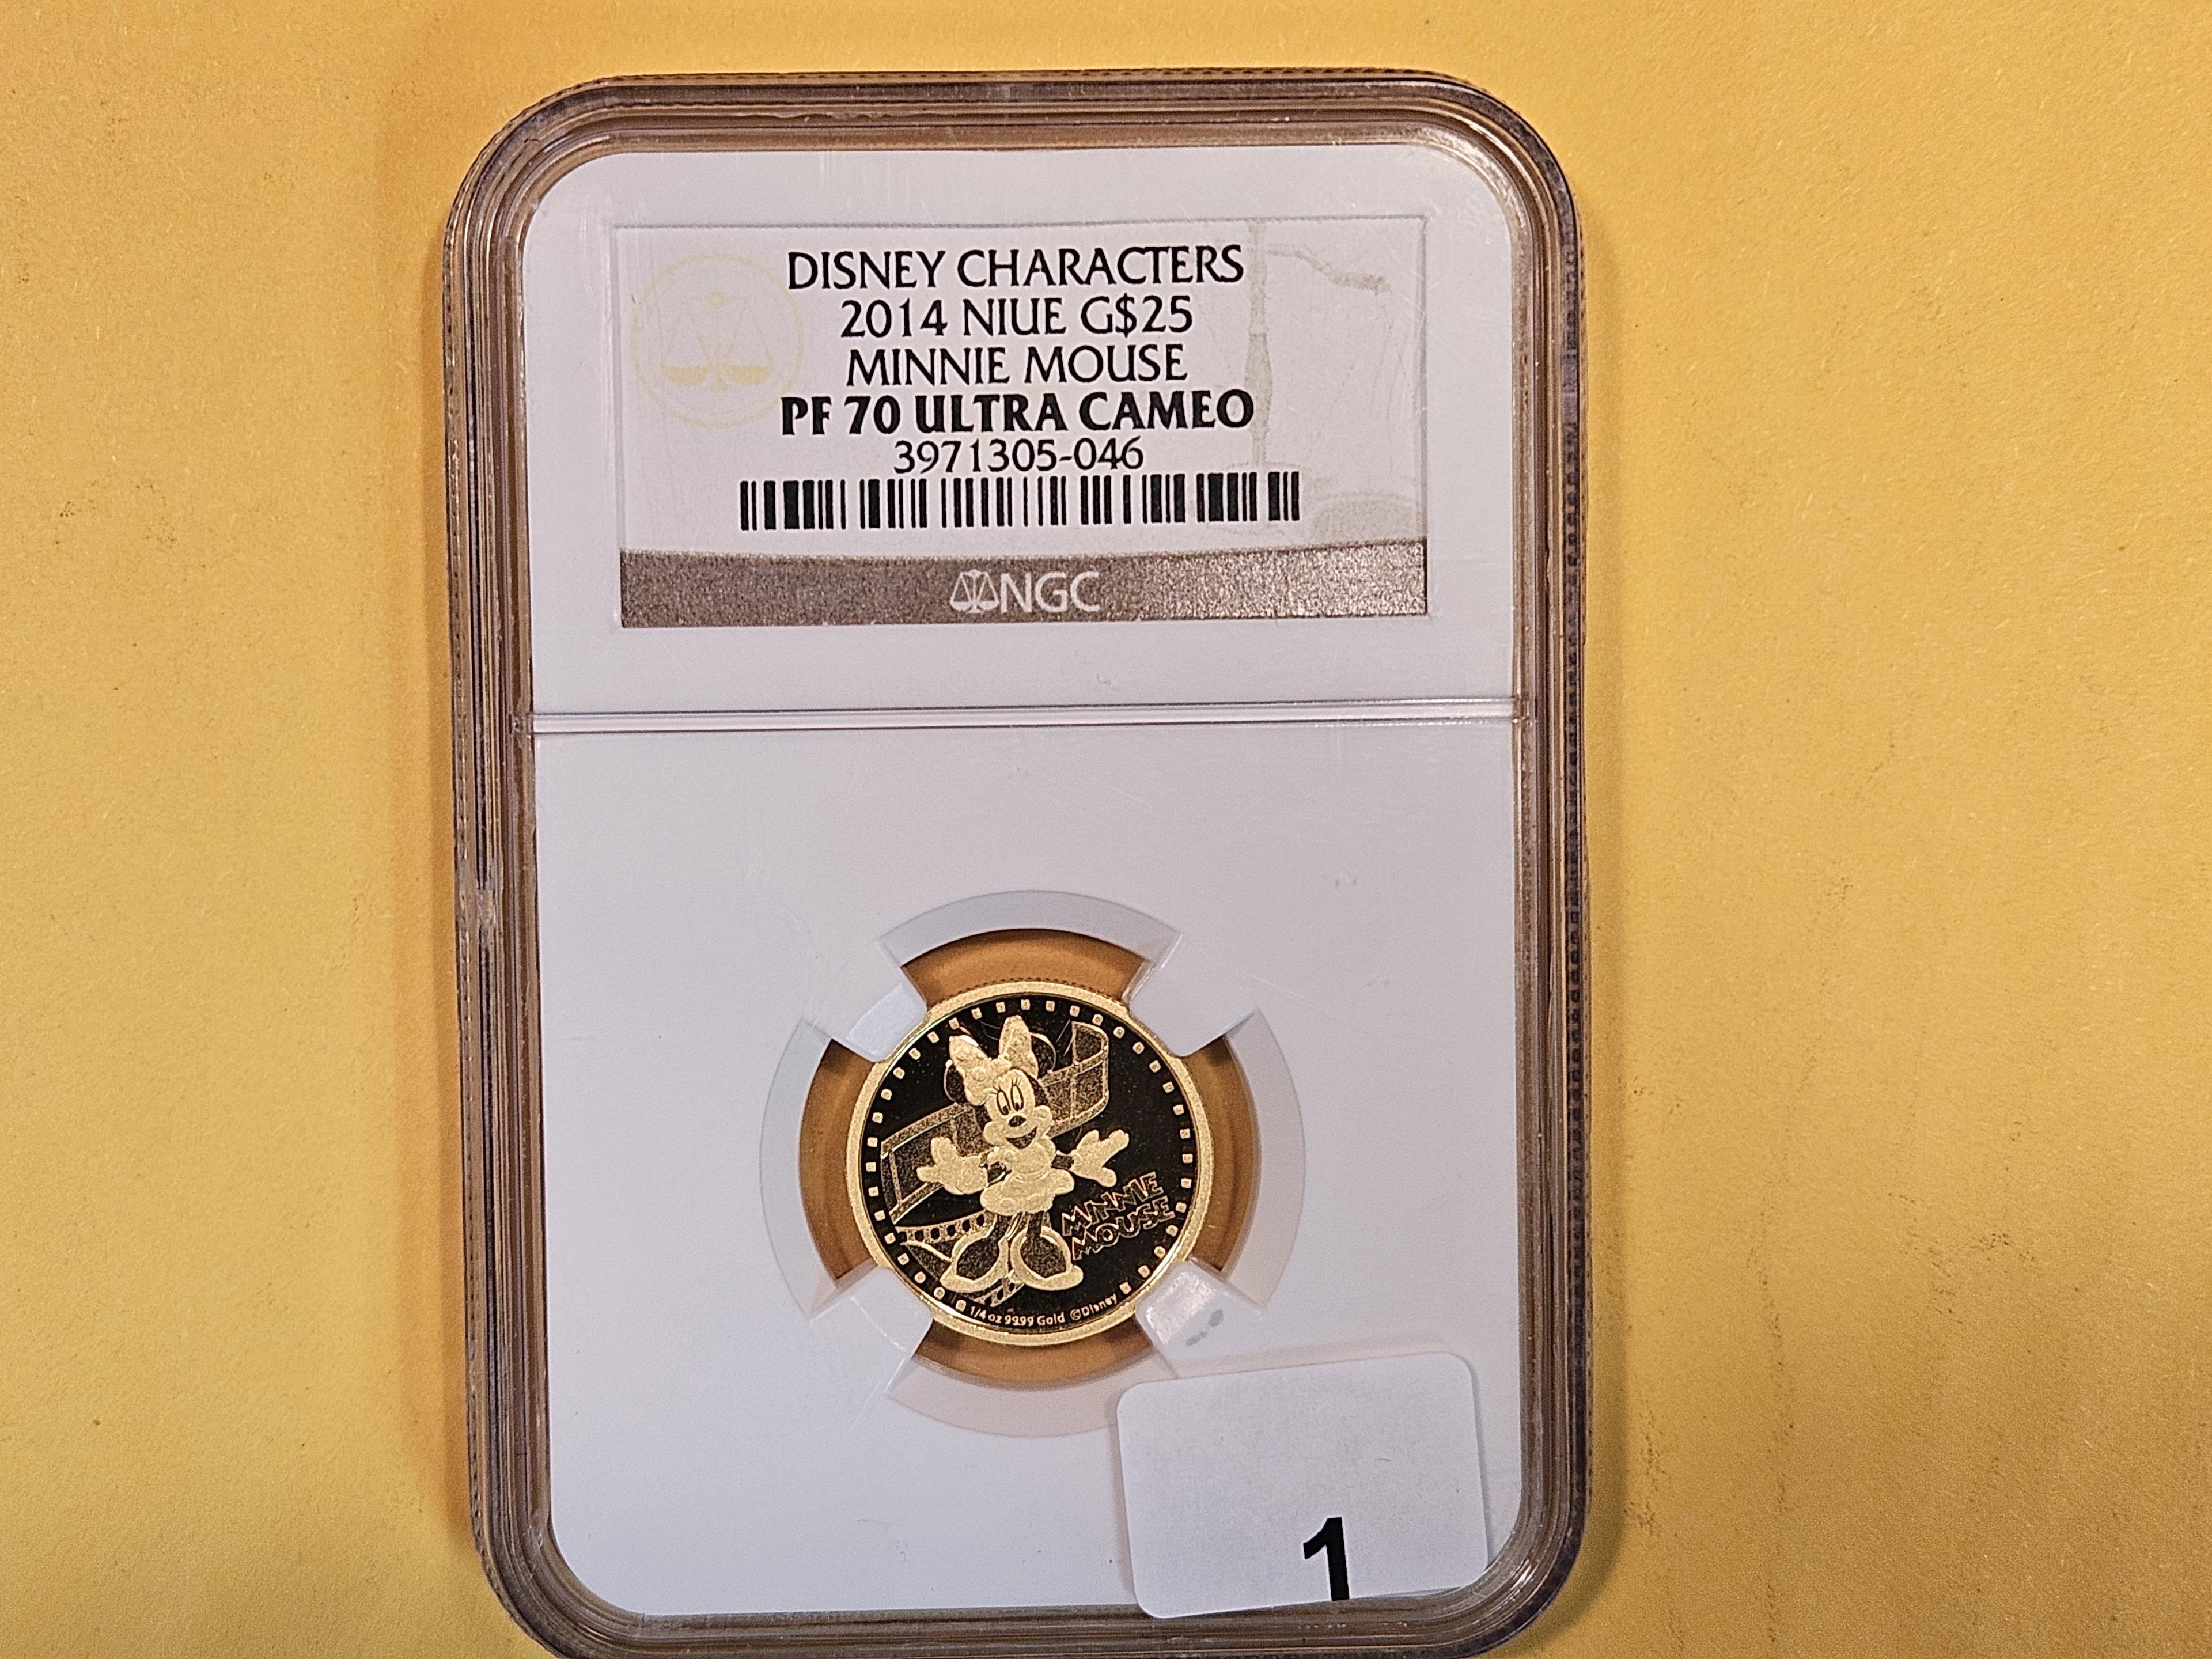 DISNEY CHARACTERS
2014 NIUE G$25
MINNIE MOUSE
PF 70 ULTRA CAMEO
3971305-046
NGC
MINNIE
MOUSE
1/4 oz 9999 Gold ©Disney
1